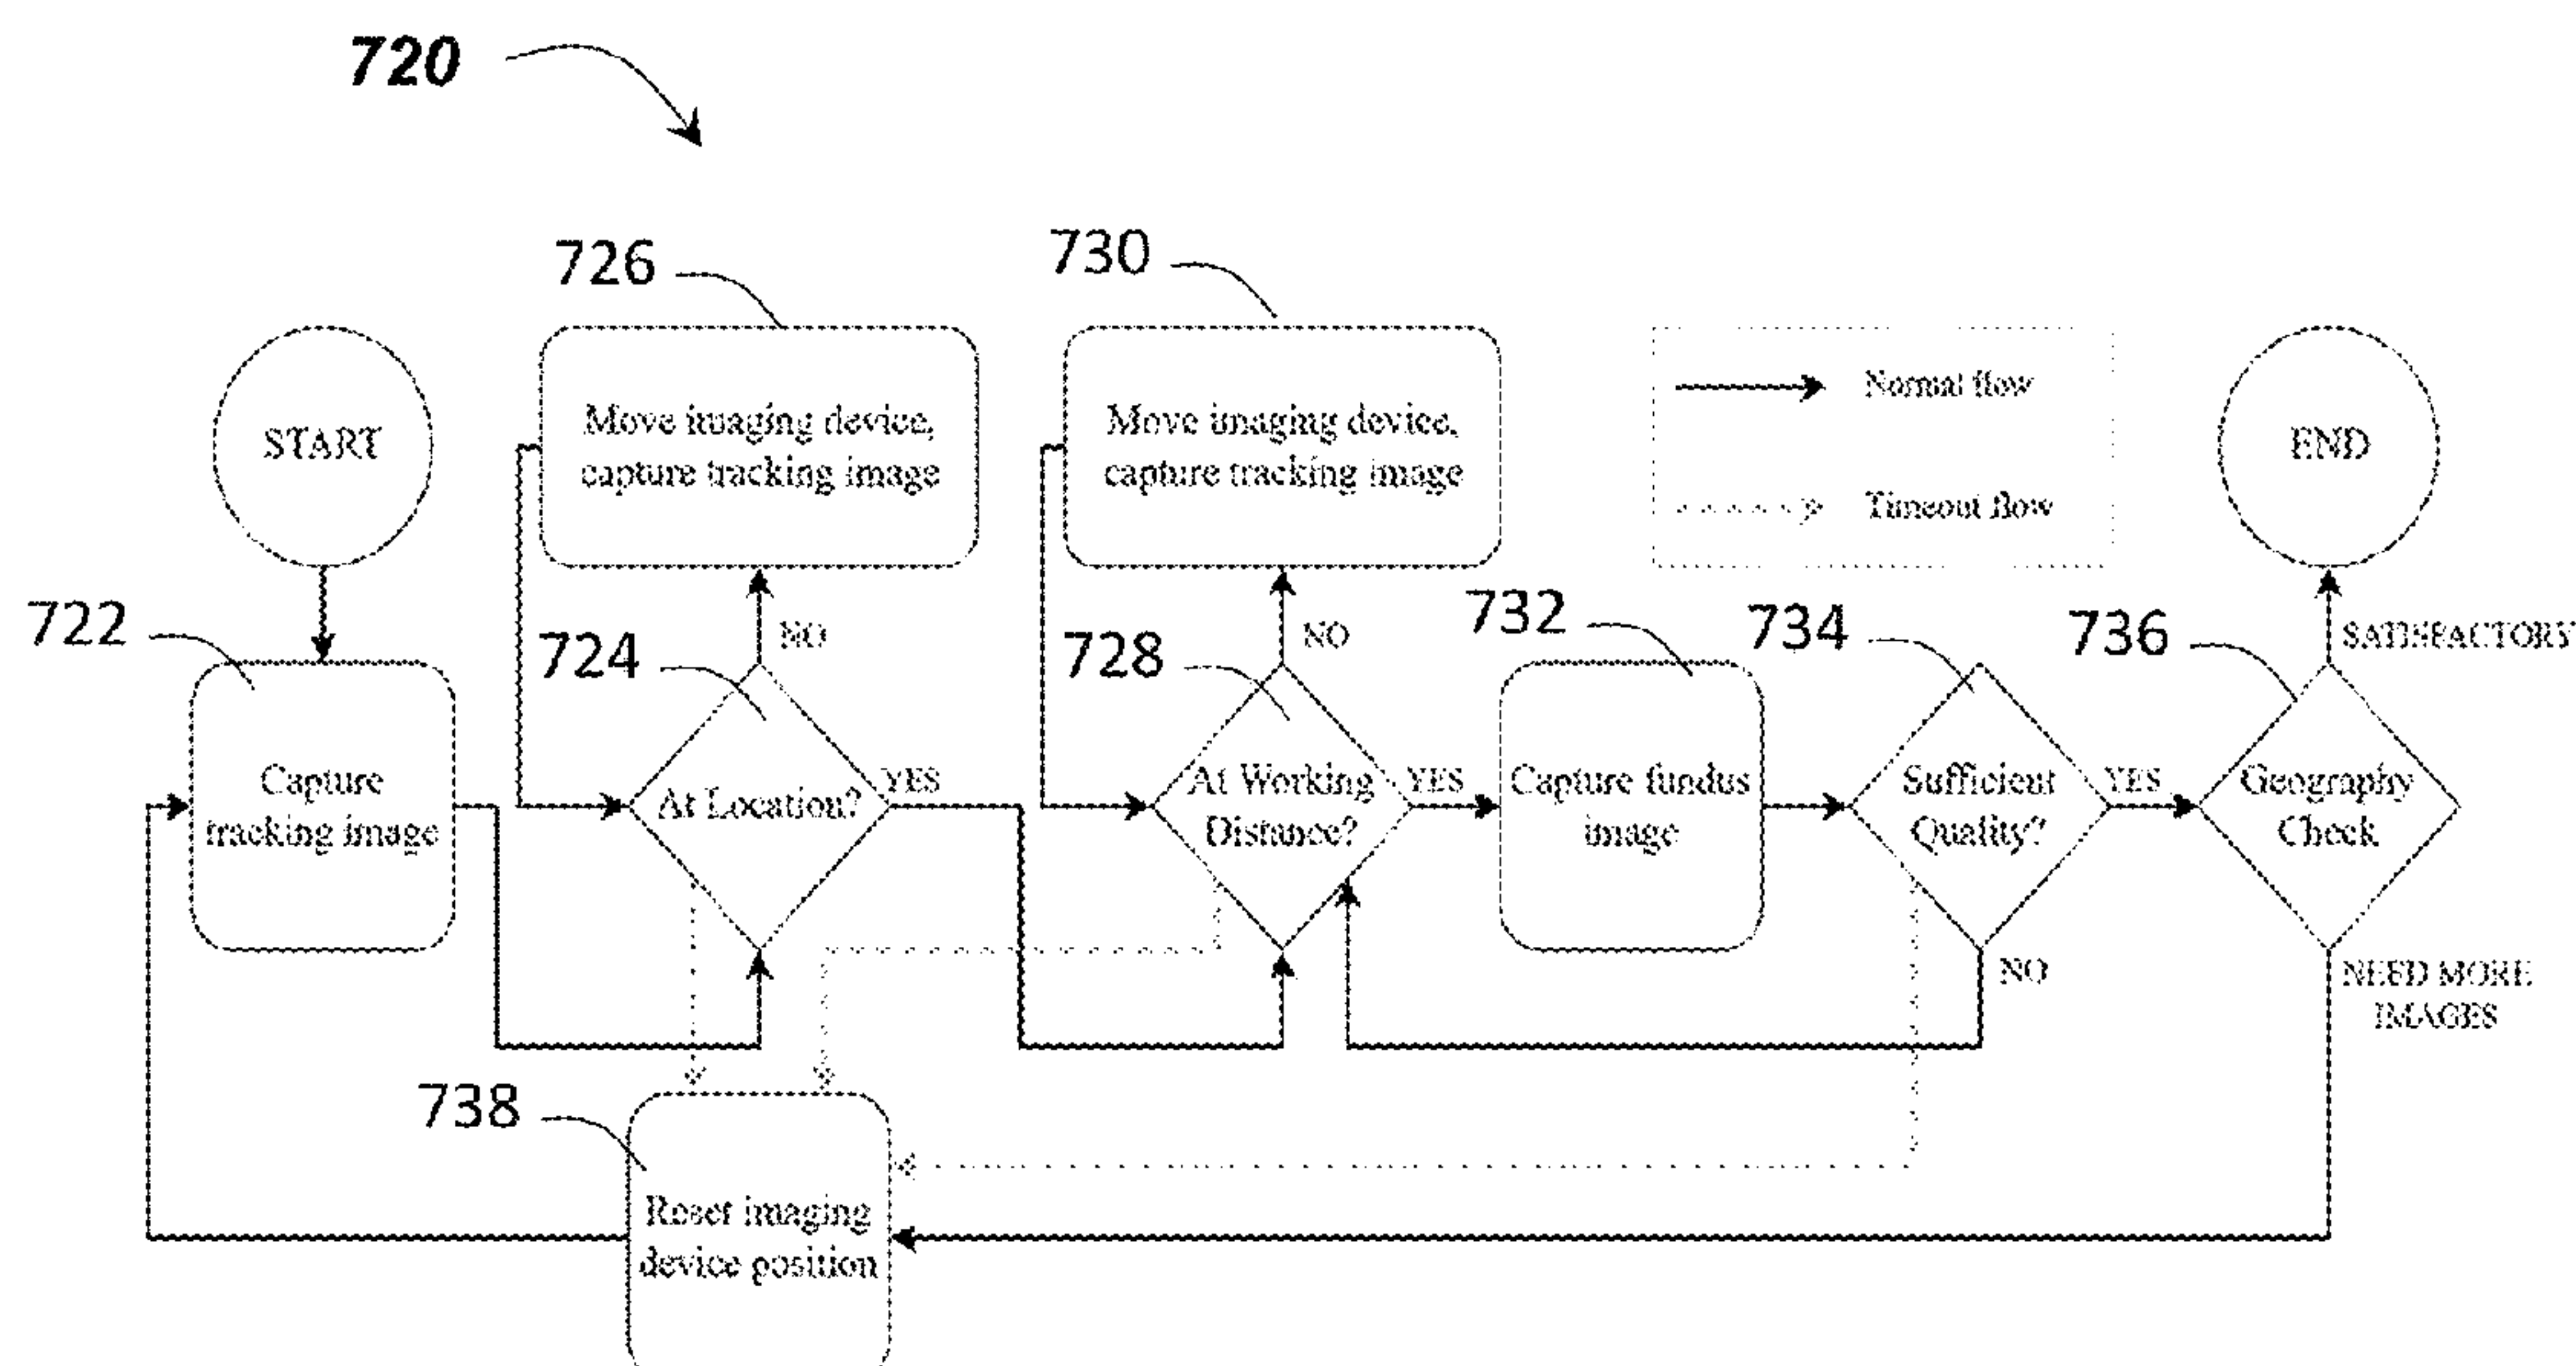 720
726
730
START
Move imaging device,
capture tracking image
Move imaging device,
capture tracking image
Normal flow
Timeout flow
END
722
724
NO
728
NO
732
734
736
SATISFACTORY
Capture
tracking image
At Location?
YES
At Working
Distance?
YES
Capture fundus
image
Sufficient
Quality?
YES
Geography
Check
NO
NEED MORE
IMAGES
738
Reset imaging
device position